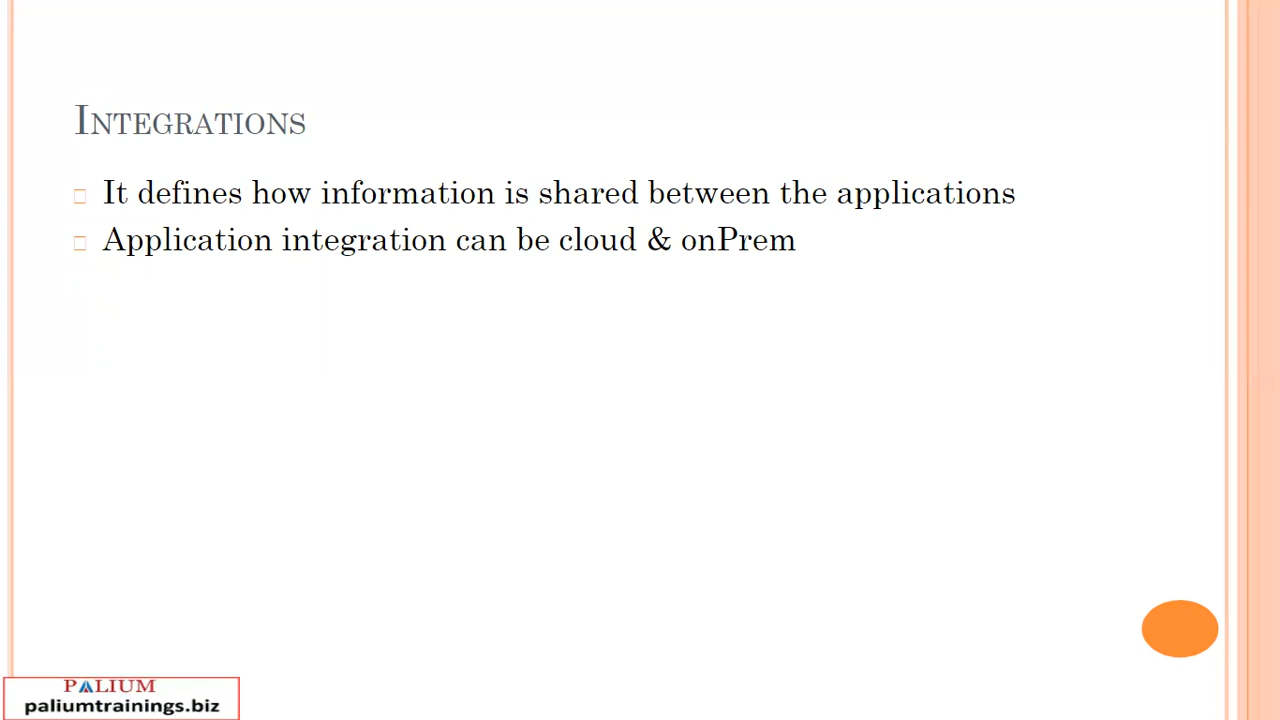 Integrations
It defines how information is shared between the applications
Application integration can be cloud & onPrem
PALIUM
paliumtrainings.biz